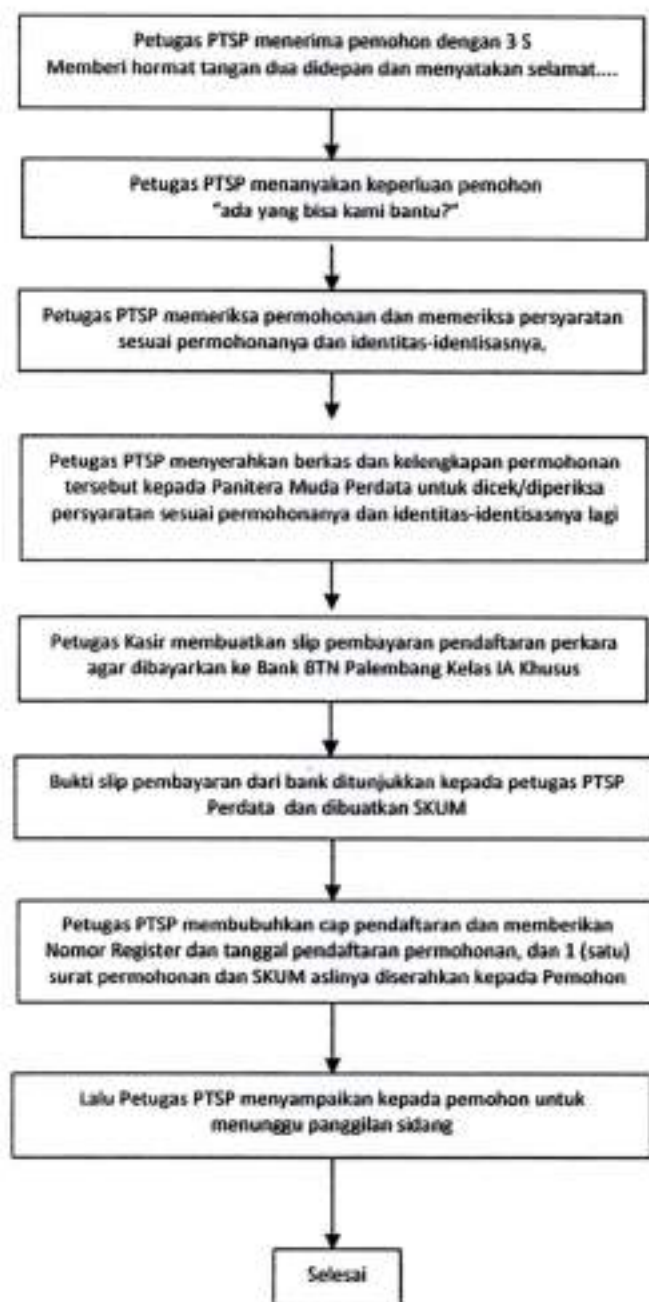 Petugas PTSP menerima pemohon dengan 3 S
Memberi hormat tangan dua didepan dan menyatakan selamat....
Petugas PTSP menanyakan keperluan pemohon
"ada yang bisa kami bantu?"
Petugas PTSP memeriksa permohonan dan memeriksa persyaratan
sesuai permohonanya dan identitas-identisasnya,
Petugas PTSP menyerahkan berkas dan kelengkapan permohonan
tersebut kepada Panitera Muda Perdata untuk dicek/diperiksa
persyaratan sesuai permohonanya dan identitas-identisasnya lagi
Petugas Kasir membuatkan slip pembayaran pendaftaran perkara
agar dibayarkan ke Bank BTN Palembang Kelas IA Khusus
Bukti slip pembayaran dari bank ditunjukkan kepada petugas PTSP
Perdata dan dibuatkan SKUM
Petugas PTSP membubuhkan cap pendaftaran dan memberikan
Nomor Register dan tanggal pendaftaran permohonan, dan 1 (satu)
surat permohonan dan SKUM aslinya diserahkan kepada Pemohon
Lalu Petugas PTSP menyampaikan kepada pemohon untuk
menunggu panggilan sidang
Selesai